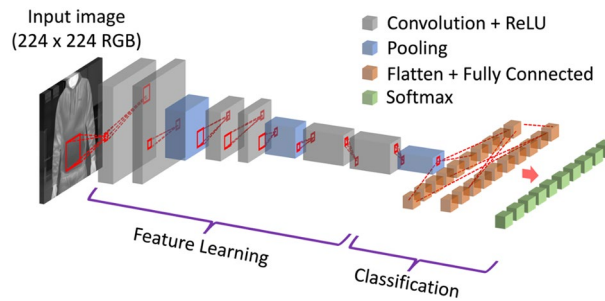 Input image
(224 x 224 RGB)
Convolution + ReLU
Pooling
Flatten + Fully Connected
Softmax
Feature Learning
Classification